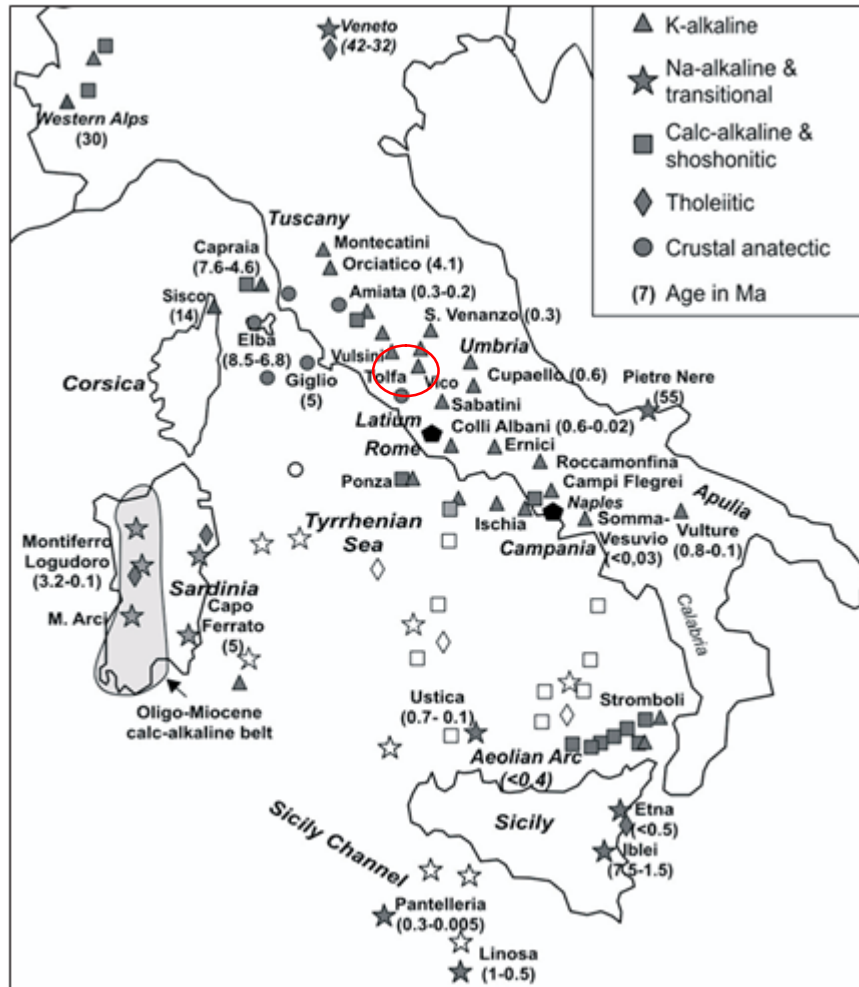 K-alkaline
Na-alkaline &
transitional
Calc-alkaline &
shoshonitic
Tholeiitic
Crustal anatectic
(7) Age in Ma
Veneto
(42-32)
Western Alps
(30)
Tuscany
Montecatini
Orciatico (4.1)
Capraia
(7.6-4.6)
Amiata (0.3-0.2)
Sisco
(14)
S. Venanzo (0.3)
Elba
(8.5-6.8)
Vulsini
Umbria
Giglio
(5)
Tolfa
Vico
Cupaello (0.6)
Pietre Nere
(55)
Corsica
Sabatini
Latium
Colli Albani (0.6-0.02)
Rome
Ernici
Roccamonfina
Ponza
Campi Flegrei
Naples
Apulia
Ischia
Tyrrhenian
Sea
Campania
Somma-
Vesuvio
(<0,03)
Vulture
(0.8-0.1)
Montiferro
Logudoro
(3.2-0.1)
Sardinia
M. Arci
Capo
Ferrato
(5)
Calabria
Oligo-Miocene
calc-alkaline belt
Ustica
(0.7- 0.1)
Stromboli
Aeolian Arc
(<0.4)
Sicily Channel
Sicily
Etna
(<0.5)
Iblei
(7.5-1.5)
Pantelleria
(0.3-0.005)
Linosa
(1-0.5)